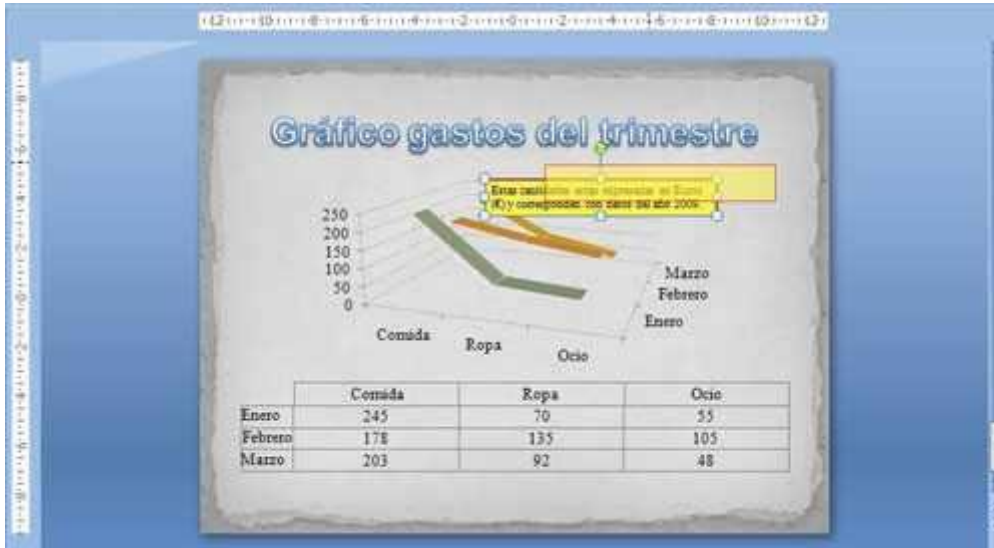 Gráfico gastos del trimestre
Estas cantidades están expresadas en Euros
(€) y corresponden con datos del año 2009.
250
200
150
100
50
0
Comida
Ropa
Ocio
Marzo
Febrero
Enero
Comida Ropa Ocio
Enero 245 70 55
Febrero 178 135 105
Marzo 203 92 48